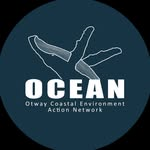 OCEAN
Otway Coastal Environment
Action Network